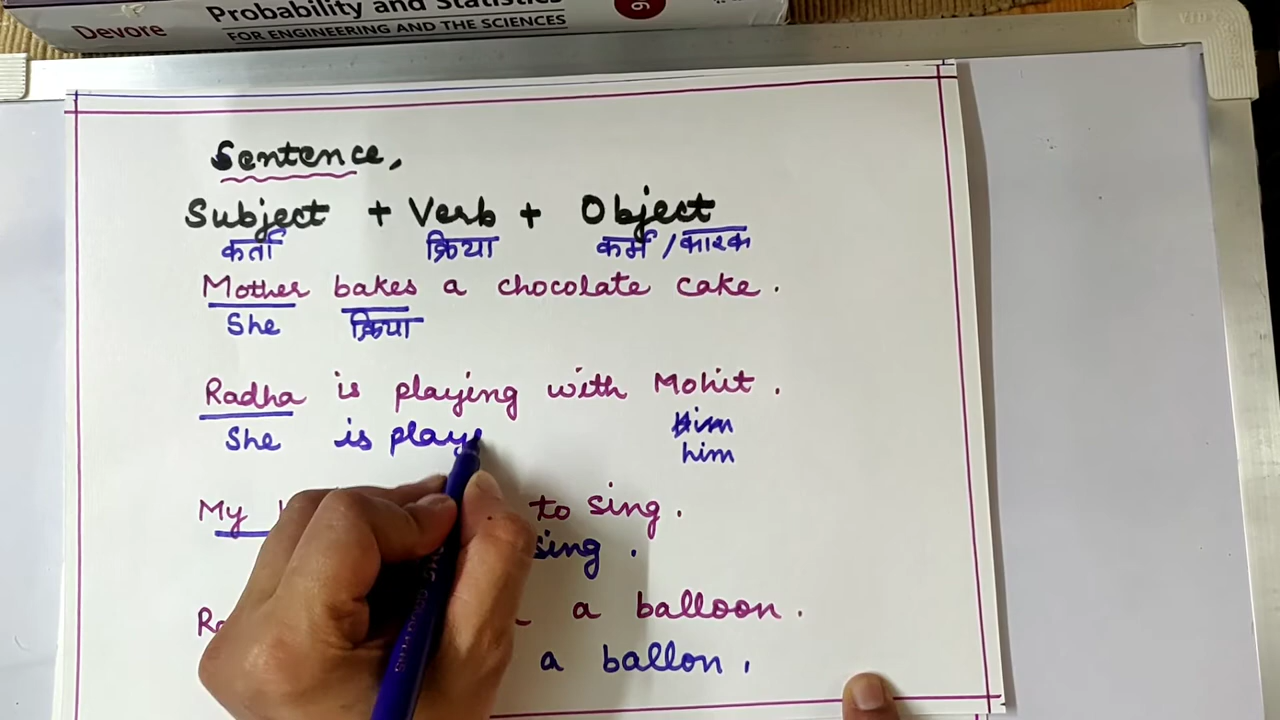 Devore
Probability and Statistics
FOR ENGINEERING AND THE SCIENCES
9
Sentence,
Subject + Verb + Object
कर्ता क्रिया कर्म / कारक
Mother bakes a chocolate cake.
She क्रिया
Radha is playing with Mohit.
him
She is play
him
My to sing.
sing.
a balloon.
a ballon.